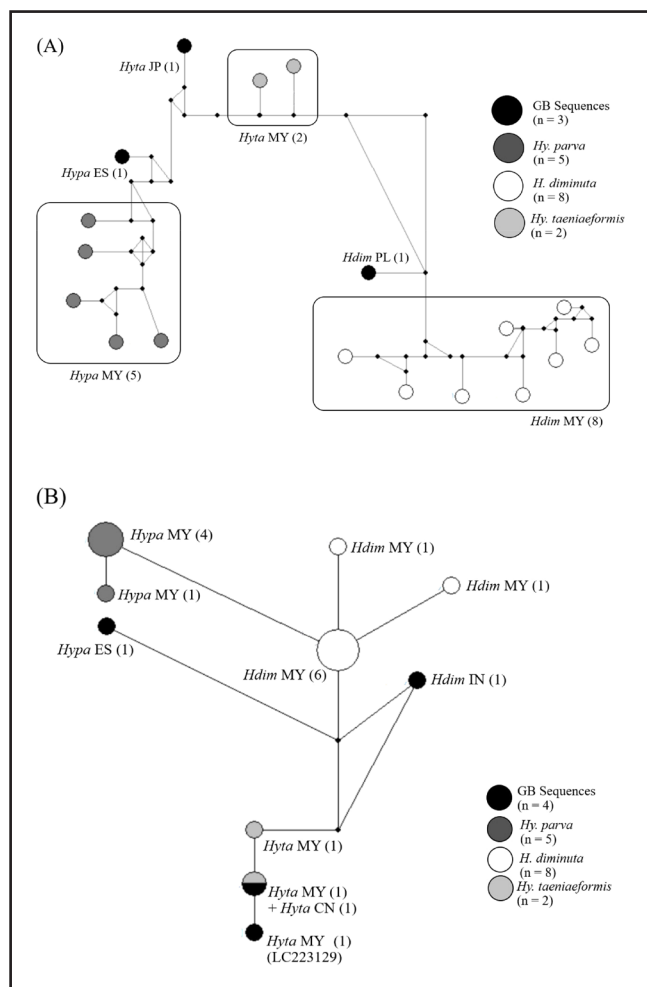 (A)
Hyta JP (1)
Hyta MY (2)
Hypa ES (1)
Hypa MY (5)
Hdim PL (1)
Hdim MY (8)
GB Sequences
(n = 3)
Hy. parva
(n = 5)
H. diminuta
(n = 8)
Hy. taeniaeformis
(n = 2)
(B)
Hypa MY (4)
Hypa MY (1)
Hypa ES (1)
Hdim MY (1)
Hdim MY (1)
Hdim MY (6)
Hdim IN (1)
Hyta MY (1)
Hyta MY (1)
+ Hyta CN (1)
Hyta MY (1)
(LC223129)
GB Sequences
(n = 4)
Hy. parva
(n = 5)
H. diminuta
(n = 8)
Hy. taeniaeformis
(n = 2)